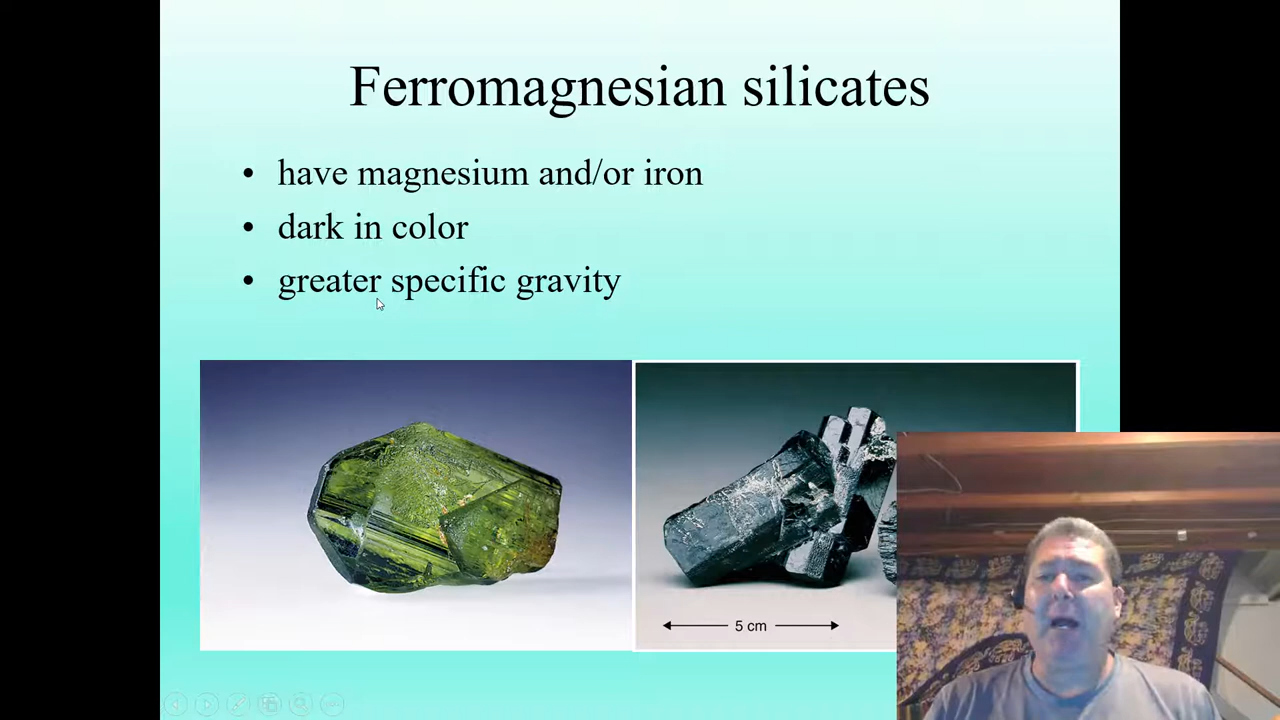 Ferromagnesian silicates
• have magnesium and/or iron
• dark in color
• greater specific gravity
5 cm